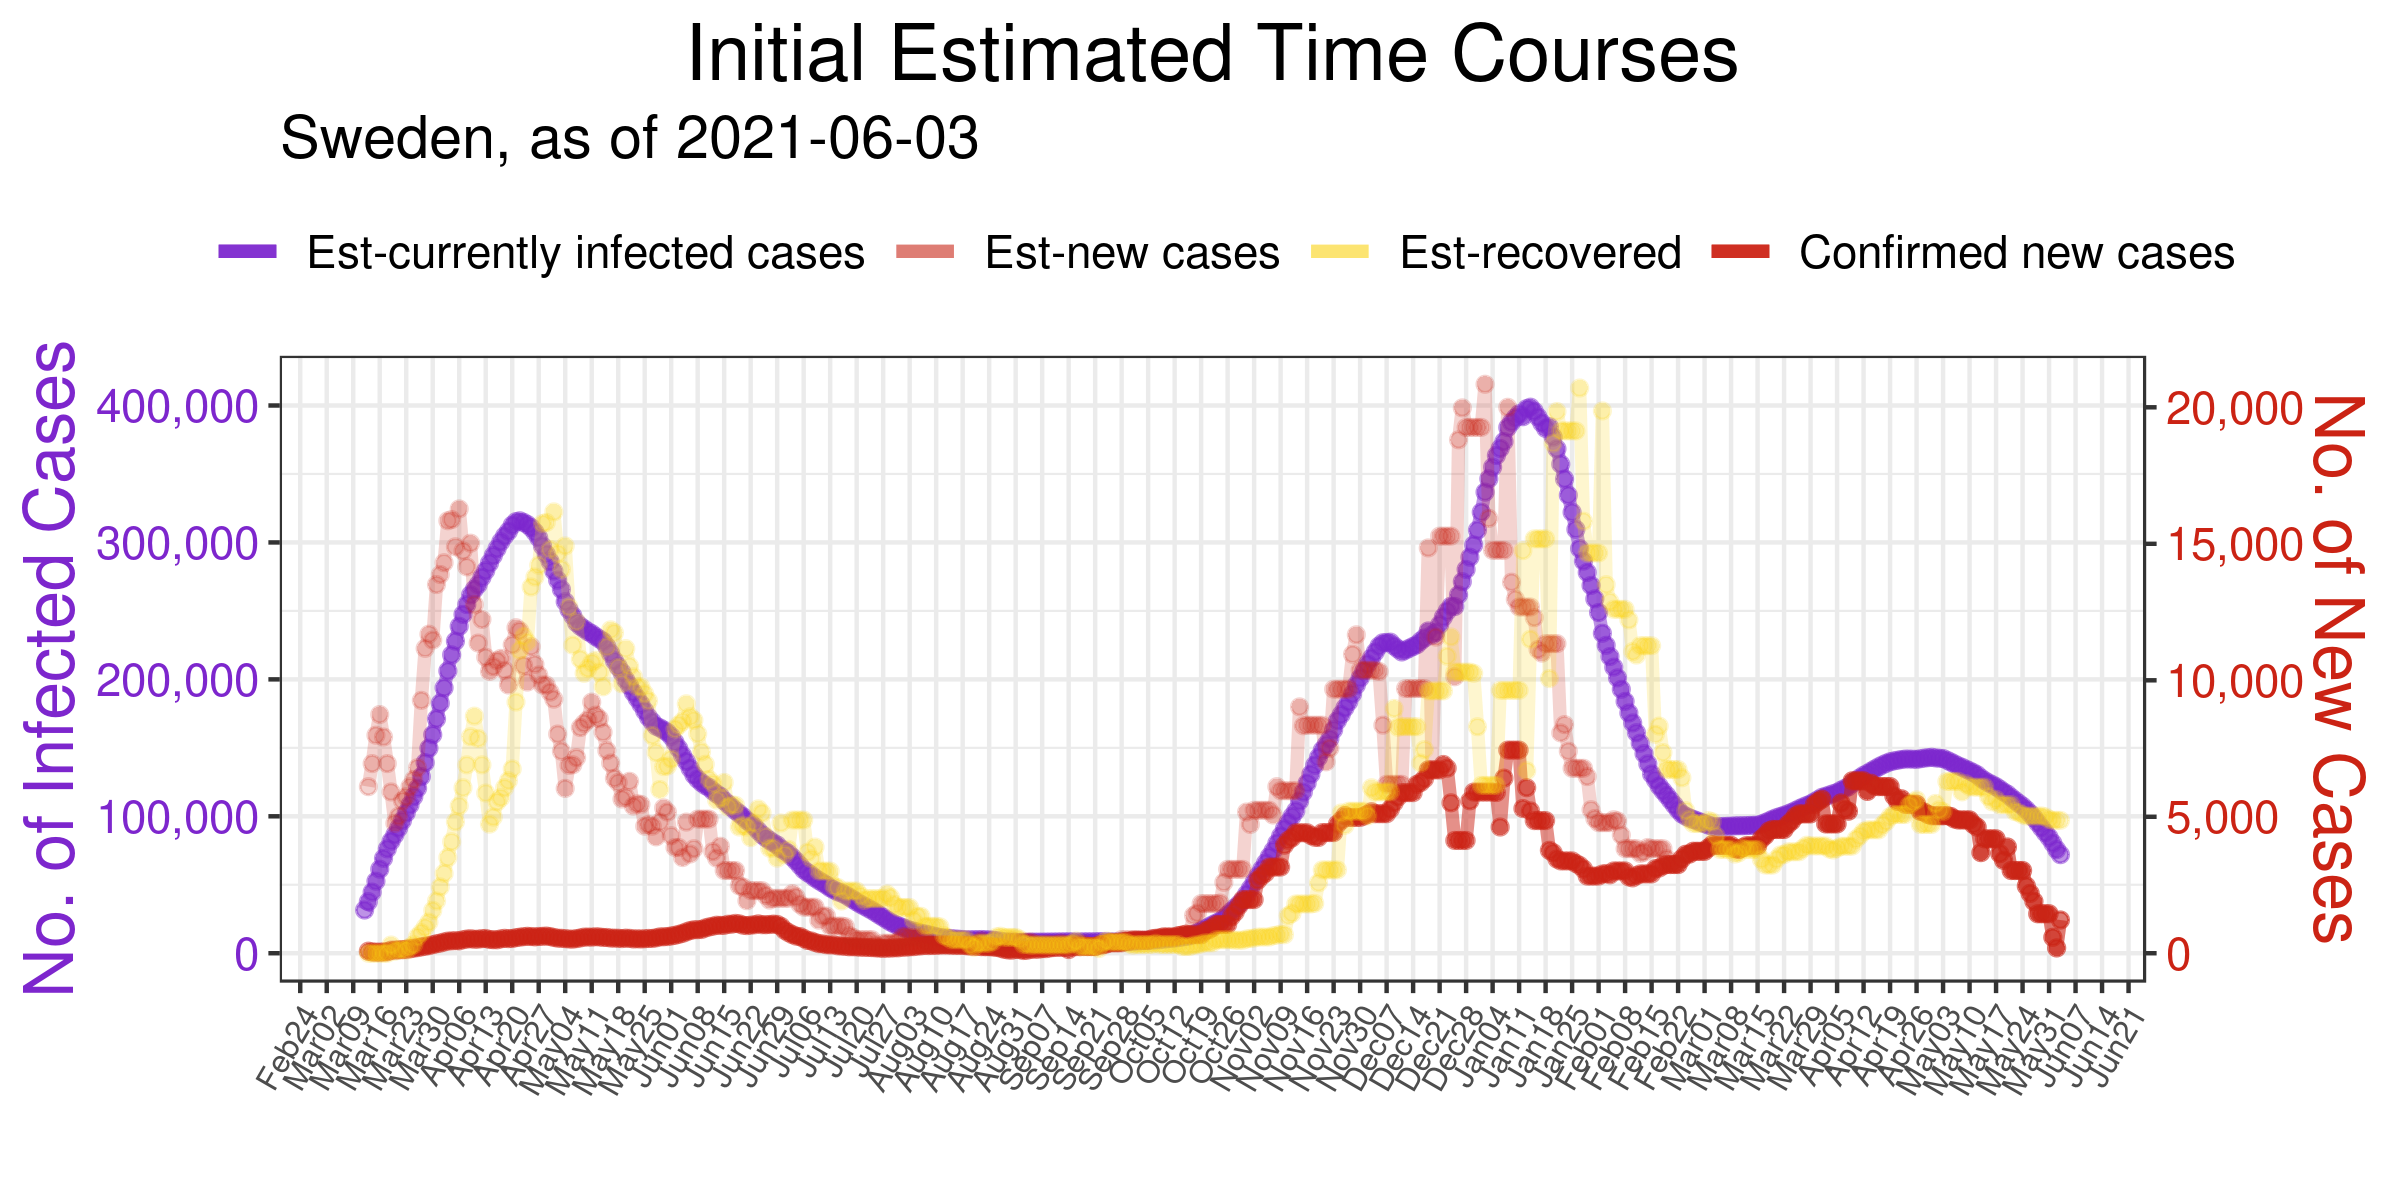 Initial Estimated Time Courses
Sweden, as of 2021-06-03
Est-currently infected cases
Est-new cases
Est-recovered
Confirmed new cases
No. of Infected Cases
400,000
300,000
200,000
100,000
0
20,000
15,000
10,000
5,000
0
No. of New Cases
Feb24
Mar02
Mar09
Mar16
Mar23
Mar30
Apr06
Apr13
Apr20
Apr27
May04
May11
May18
May25
Jun01
Jun08
Jun15
Jun22
Jun29
Jul06
Jul13
Jul20
Jul27
Aug03
Aug10
Aug17
Aug24
Aug31
Sep07
Sep14
Sep21
Sep28
Oct05
Oct12
Oct19
Oct26
Nov02
Nov09
Nov16
Nov23
Nov30
Dec07
Dec14
Dec21
Dec28
Jan04
Jan11
Jan18
Jan25
Feb01
Feb08
Feb15
Feb22
Mar01
Mar08
Mar15
Mar22
Mar29
Apr05
Apr12
Apr19
Apr26
May03
May10
May17
May24
May31
Jun07
Jun14
Jun21